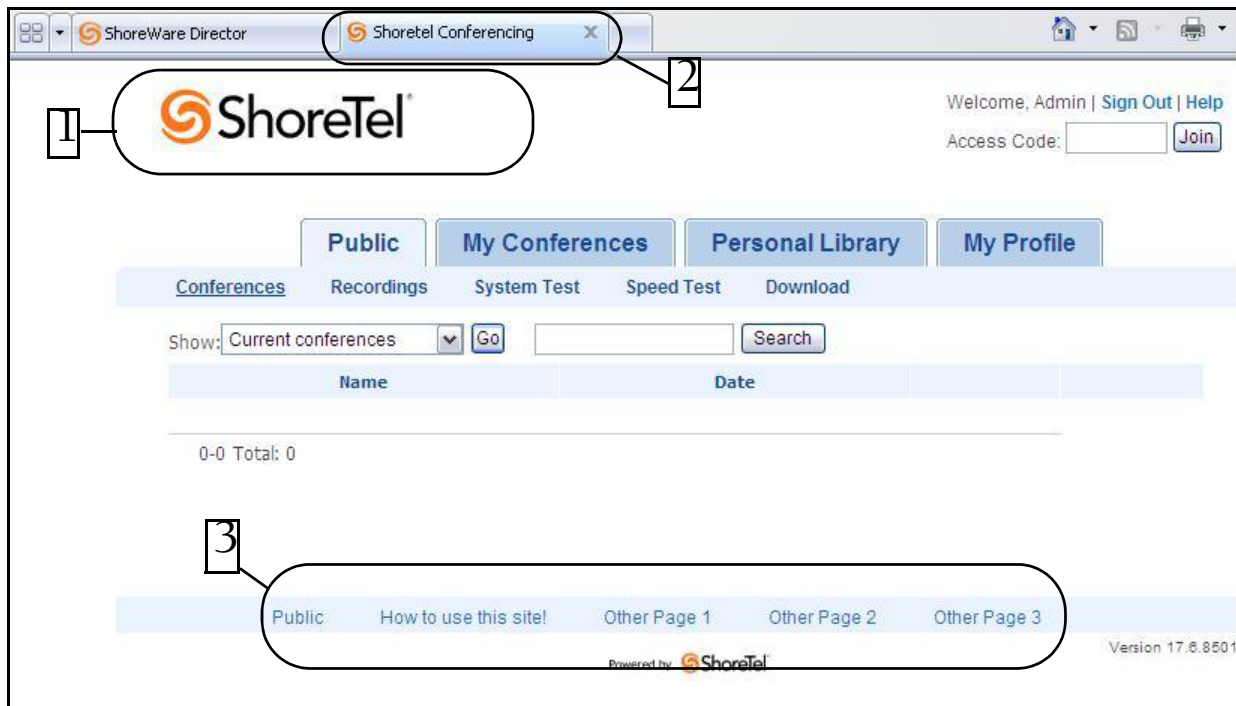 ShoreWare Director
Shoretel Conferencing
2
1
ShoreTel
Welcome, Admin | Sign Out | Help
Access Code: Join
Public My Conferences Personal Library My Profile
Conferences Recordings System Test Speed Test Download
Show: Current conferences Go Search
Name Date
0-0 Total: 0
3
Public How to use this site! Other Page 1 Other Page 2 Other Page 3
Version 17.6.8501
Powered by ShoreTel